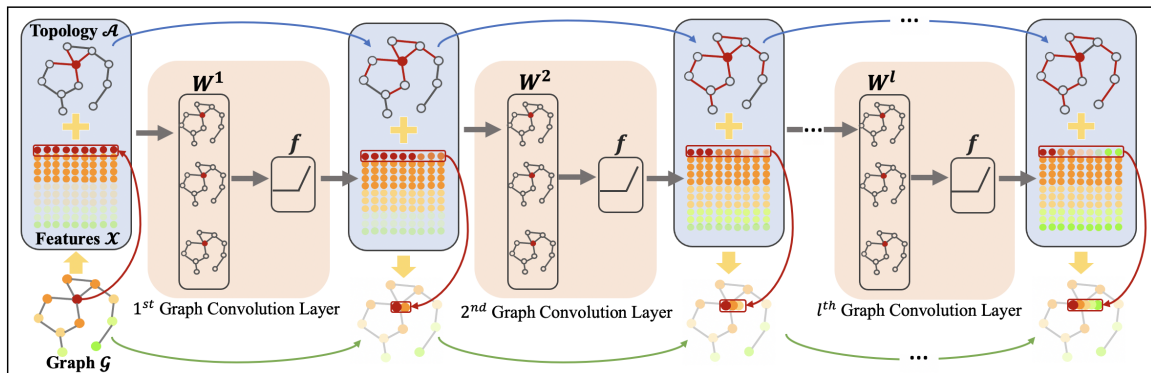 Topology 𝒜
...
W¹
W²
Wˡ
f
f
...
f
Features 𝒳
1ˢᵗ Graph Convolution Layer
2ⁿᵈ Graph Convolution Layer
lᵗʰ Graph Convolution Layer
Graph 𝒢
...